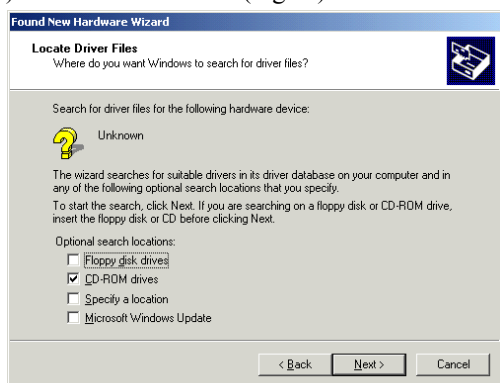 Found New Hardware Wizard
Locate Driver Files
Where do you want Windows to search for driver files?
Search for driver files for the following hardware device:
Unknown
The wizard searches for suitable drivers in its driver database on your computer and in
any of the following optional search locations that you specify.
To start the search, click Next. If you are searching on a floppy disk or CD-ROM drive,
insert the floppy disk or CD before clicking Next.
Optional search locations:
Floppy disk drives
CD-ROM drives
Specify a location
Microsoft Windows Update
< Back
Next >
Cancel